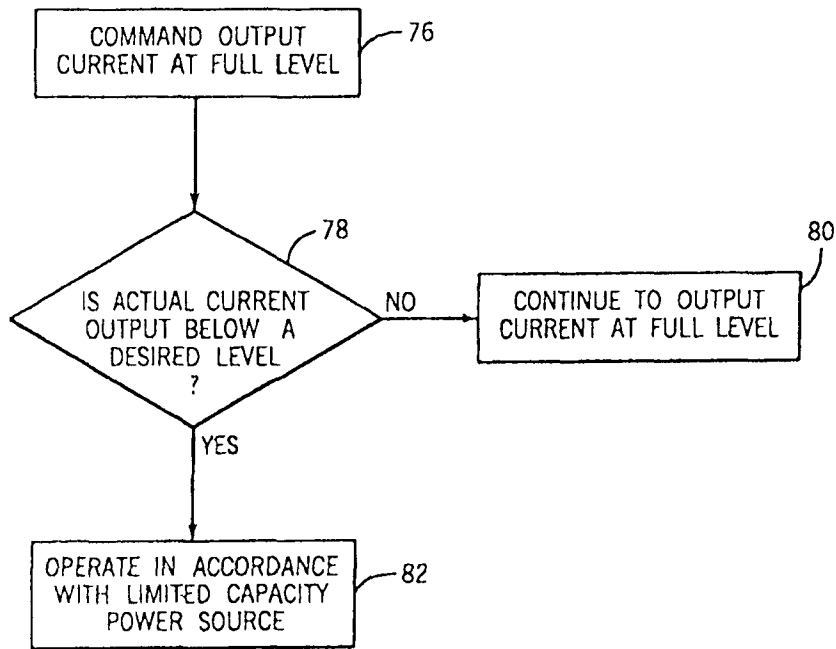 COMMAND OUTPUT
CURRENT AT FULL LEVEL
76
78
IS ACTUAL CURRENT
OUTPUT BELOW A
DESIRED LEVEL
?
NO
80
CONTINUE TO OUTPUT
CURRENT AT FULL LEVEL
YES
OPERATE IN ACCORDANCE
WITH LIMITED CAPACITY
POWER SOURCE
82